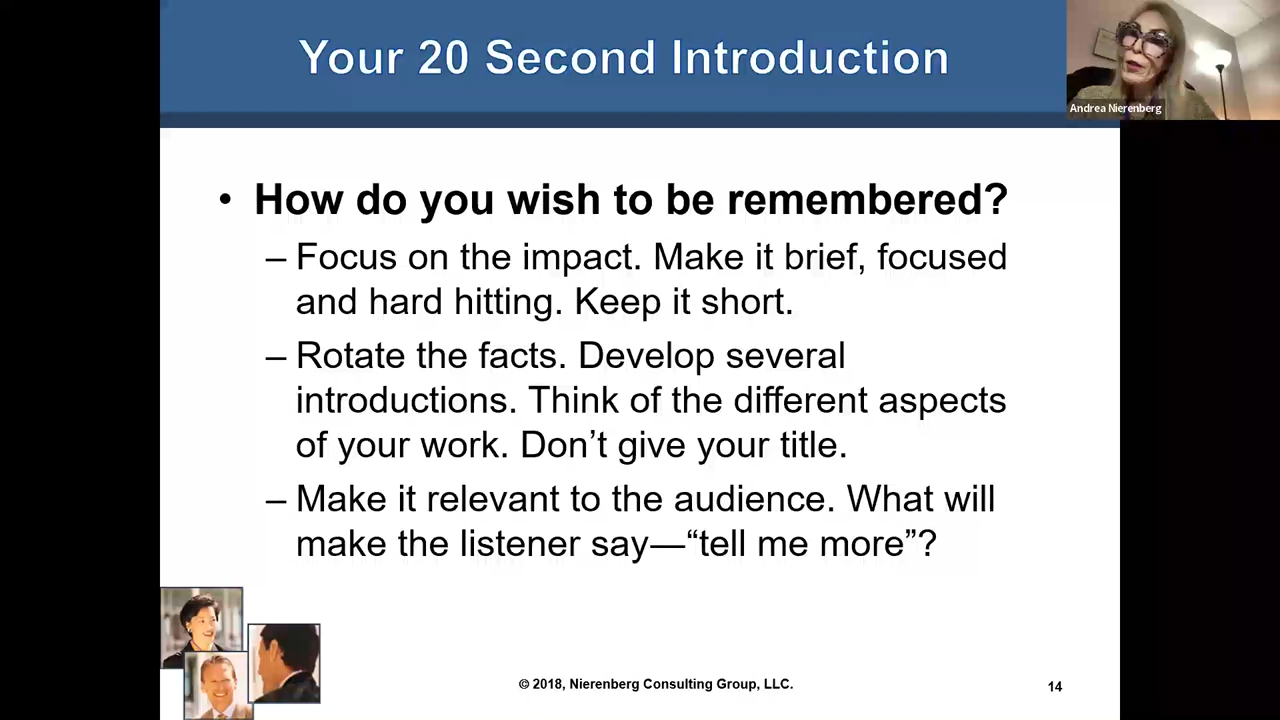 Your 20 Second Introduction
Andrea Nierenberg
• How do you wish to be remembered?
– Focus on the impact. Make it brief, focused
and hard hitting. Keep it short.
– Rotate the facts. Develop several
introductions. Think of the different aspects
of your work. Don’t give your title.
– Make it relevant to the audience. What will
make the listener say—“tell me more”?
© 2018, Nierenberg Consulting Group, LLC.
14